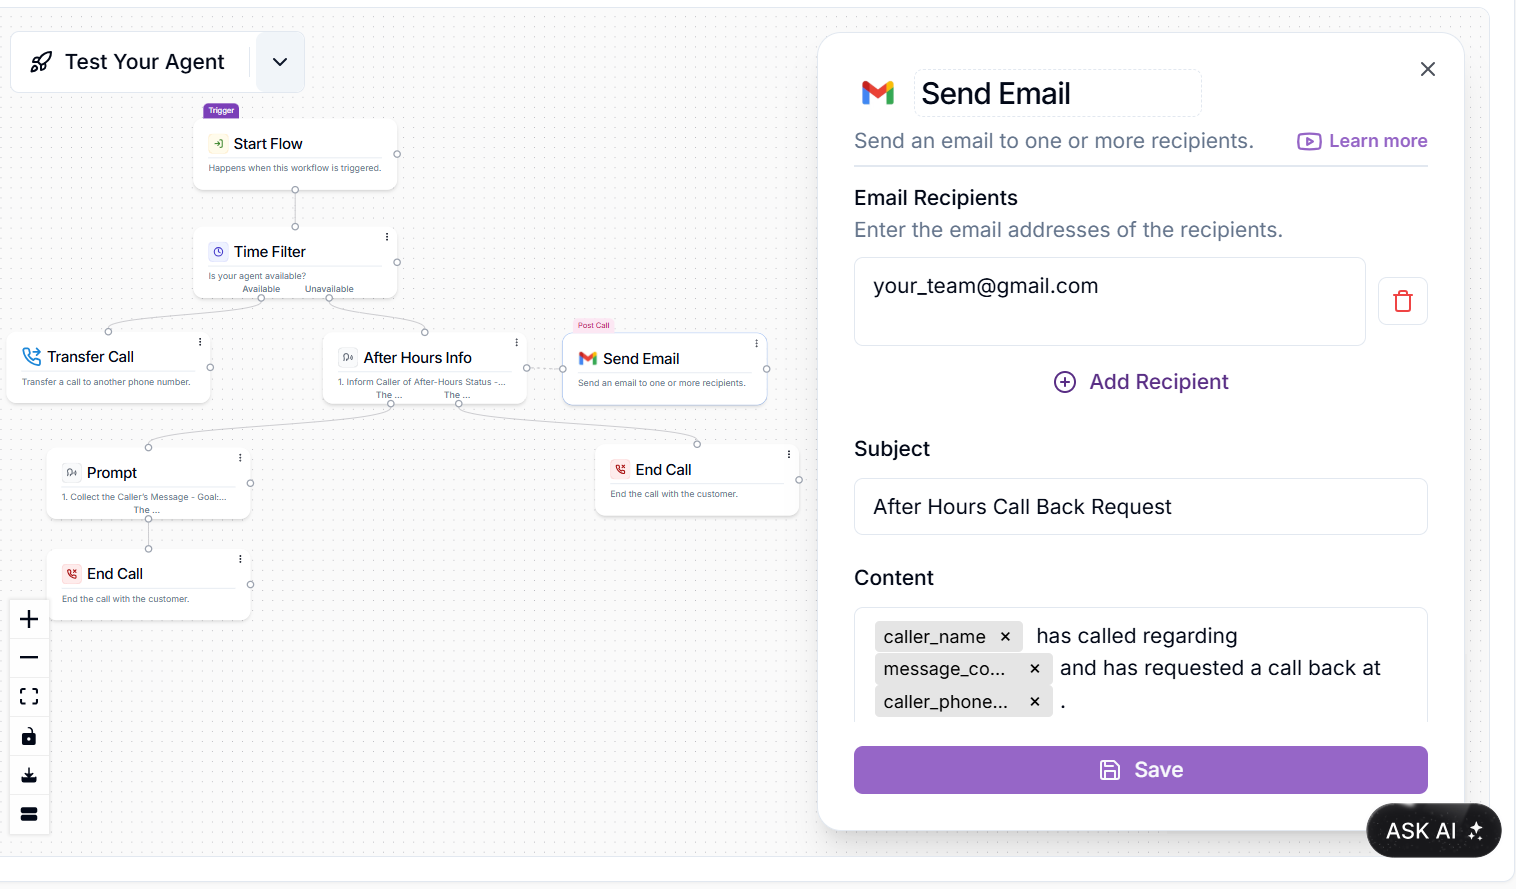 Test Your Agent
Trigger
Start Flow
Happens when this workflow is triggered.
Time Filter
Is your agent available?
Available Unavailable
Transfer Call
Transfer a call to another phone number.
After Hours Info
1. Inform Caller of After-Hours Status -...
The ... The ...
Post Call
Send Email
Send an email to one or more recipients.
Prompt
1. Collect the Caller's Message - Goal:...
The ...
End Call
End the call with the customer.
End Call
End the call with the customer.
Send Email
Send an email to one or more recipients.
Learn more
Email Recipients
Enter the email addresses of the recipients.
your_team@gmail.com
Add Recipient
Subject
After Hours Call Back Request
Content
caller_name × has called regarding
message_co... × and has requested a call back at
caller_phone... × .
Save
ASK AI